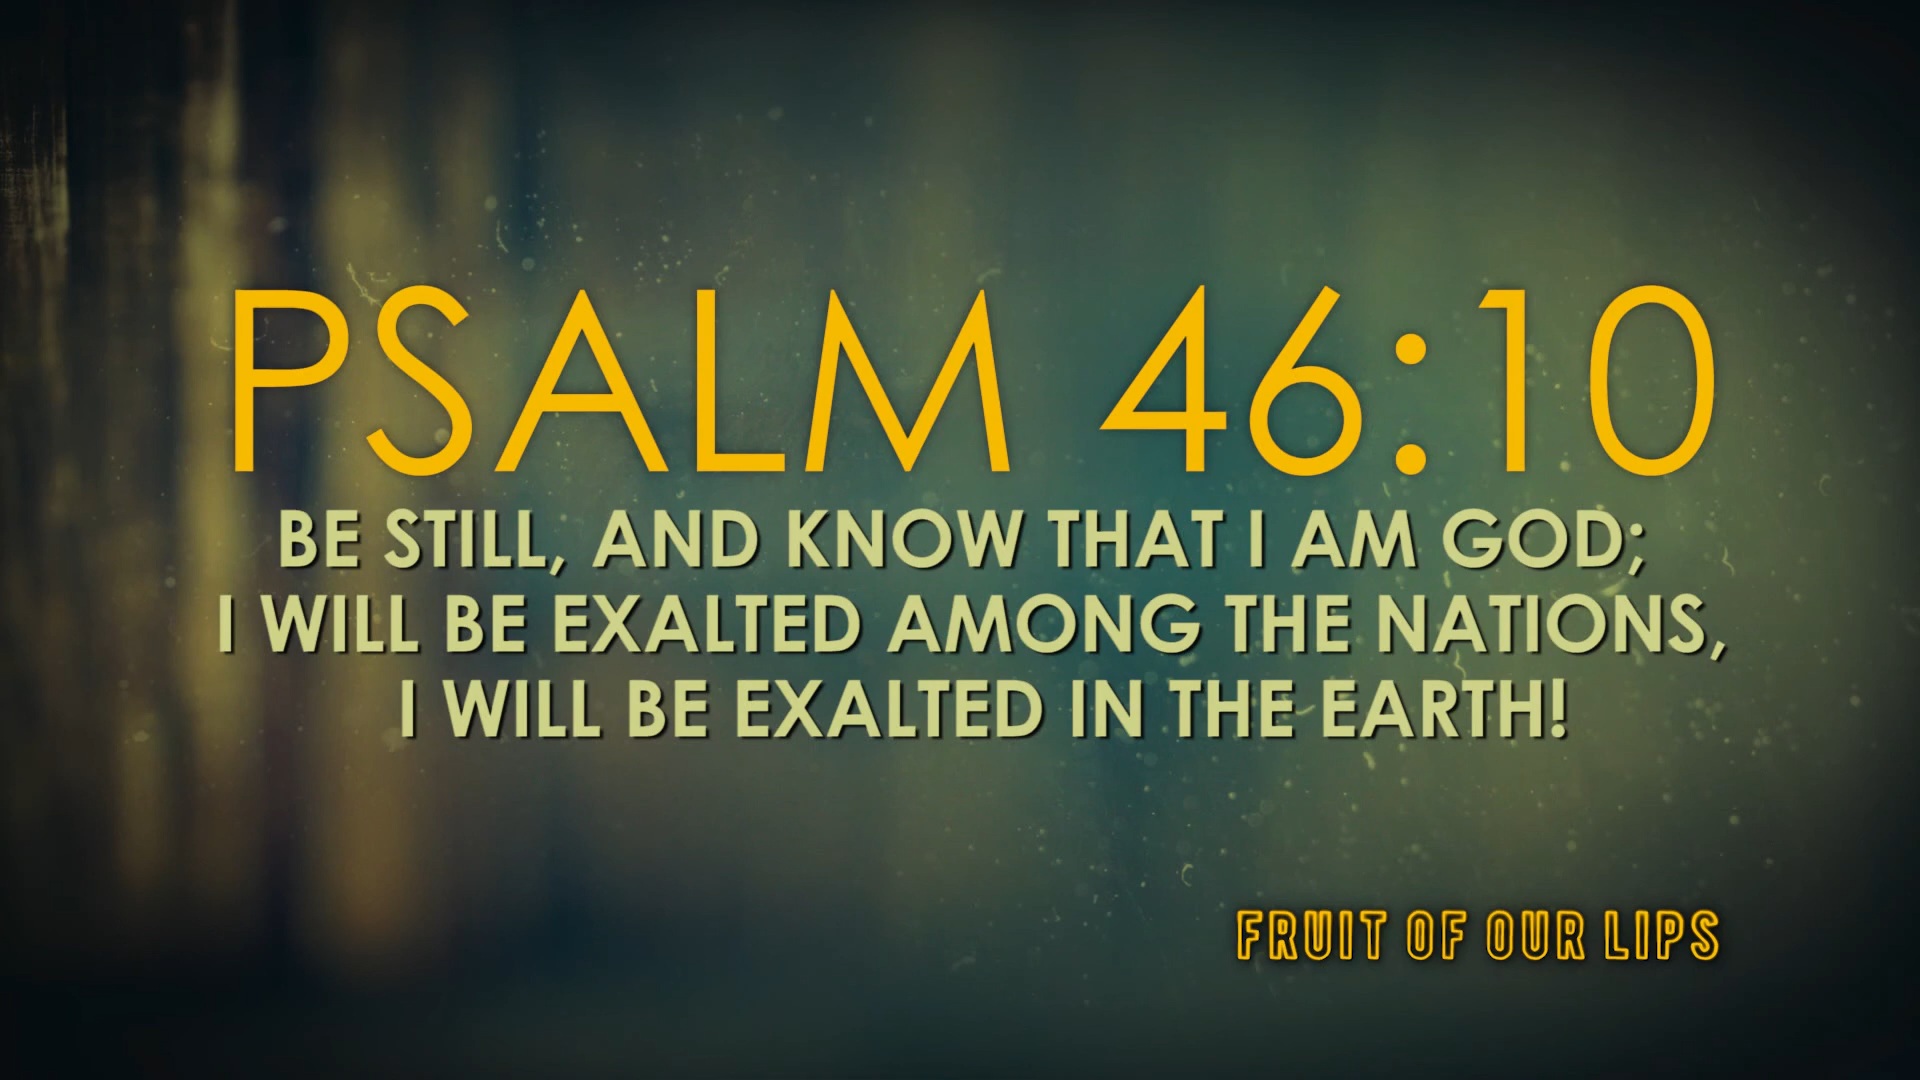 PSALM 46:10
BE STILL, AND KNOW THAT I AM GOD;
I WILL BE EXALTED AMONG THE NATIONS,
I WILL BE EXALTED IN THE EARTH!
FRUIT OF OUR LIPS